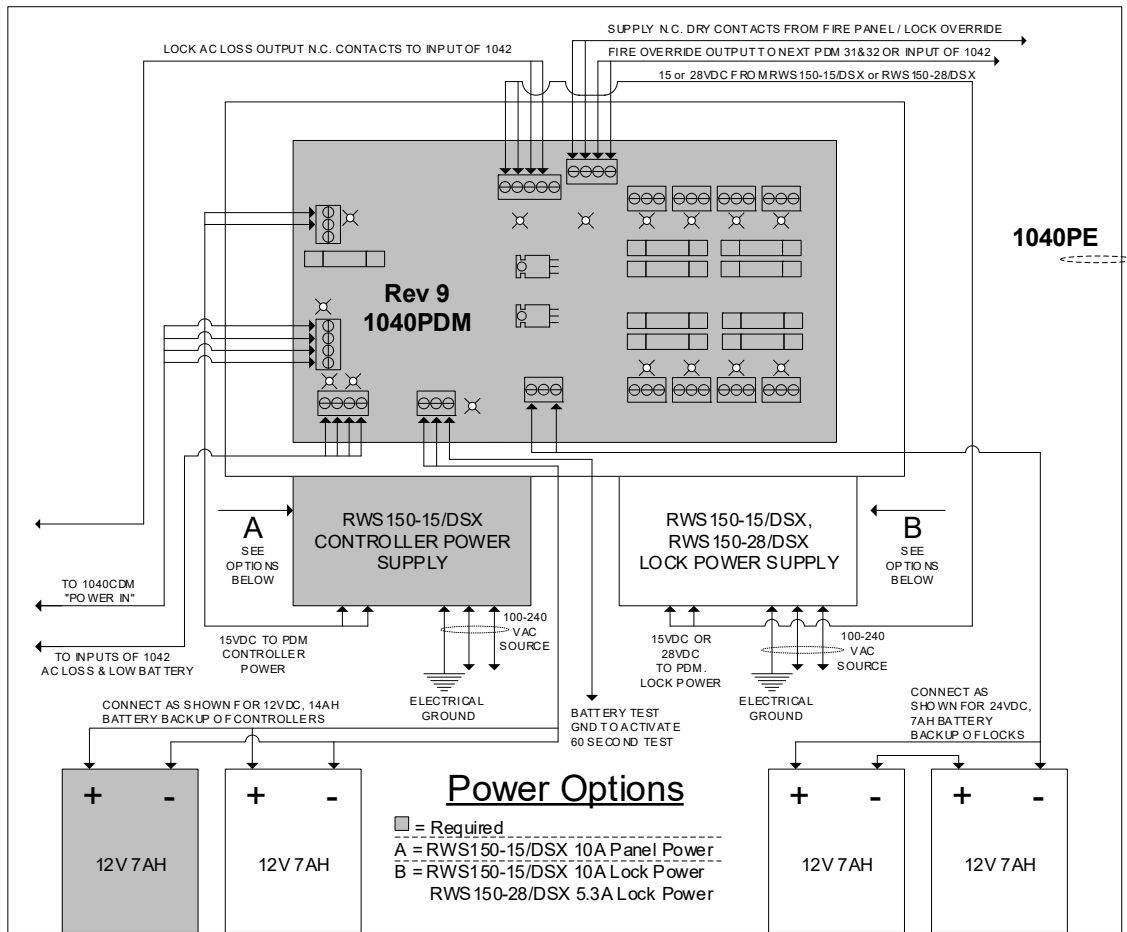 SUPPLY N.C. DRY CONTACTS FROM FIRE PANEL / LOCK OVERRIDE
LOCK AC LOSS OUTPUT N.C. CONTACTS TO INPUT OF 1042
FIRE OVERRIDE OUTPUT TO NEXT PDM 31&32 OR INPUT OF 1042
15 or 28VDC FROM RWS150-15/DSX or RWS150-28/DSX
1040PE
Rev 9
1040PDM
A
SEE
OPTIONS
BELOW
RWS150-15/DSX
CONTROLLER POWER
SUPPLY
RWS150-15/DSX,
RWS150-28/DSX
LOCK POWER SUPPLY
B
SEE
OPTIONS
BELOW
TO 1040CDM
"POWER IN"
TO INPUTS OF 1042
AC LOSS & LOW BATTERY
15VDC TO PDM
CONTROLLER
POWER
100-240
VAC
SOURCE
ELECTRICAL
GROUND
15VDC OR
28VDC
TO PDM.
LOCK POWER
100-240
VAC
SOURCE
ELECTRICAL
GROUND
CONNECT AS SHOWN FOR 12VDC, 14AH
BATTERY BACKUP OF CONTROLLERS
BATTERY TEST
GND TO ACTIVATE
60 SECOND TEST
CONNECT AS
SHOWN FOR 24VDC,
7AH BATTERY
BACKUP OF LOCKS
+ -
12V 7AH
+ -
12V 7AH
Power Options
= Required
A = RWS150-15/DSX 10A Panel Power
B = RWS150-15/DSX 10A Lock Power
RWS150-28/DSX 5.3A Lock Power
+ -
12V 7AH
+ -
12V 7AH